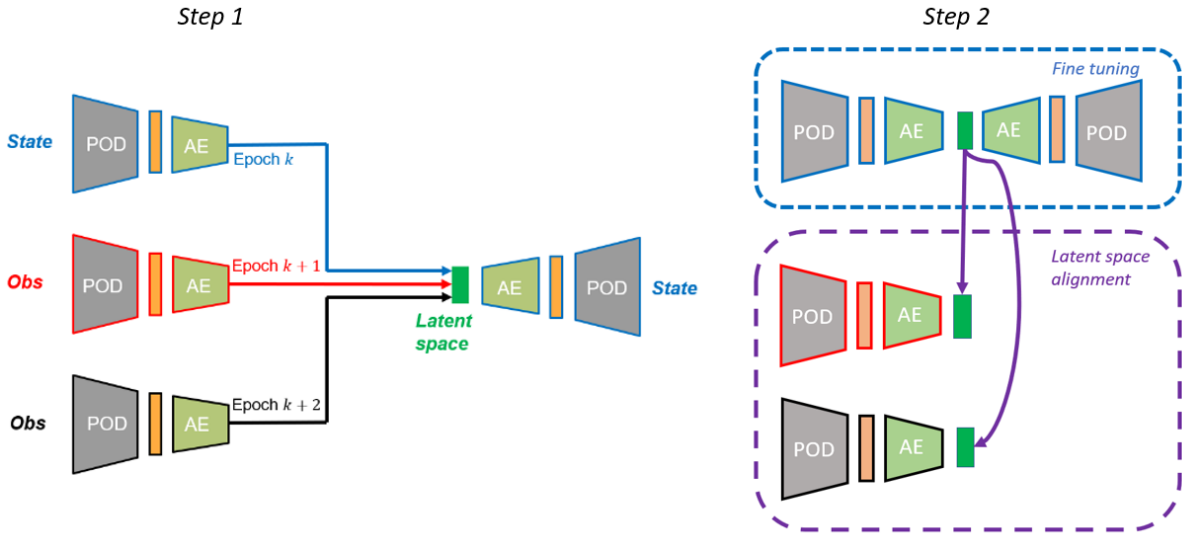 Step 1
Step 2
Fine tuning
State
POD
AE
Epoch k
POD
AE
AE
POD
Obs
POD
AE
Epoch k + 1
AE
POD
State
Latent
space
Latent space
alignment
POD
AE
Obs
POD
AE
Epoch k + 2
POD
AE